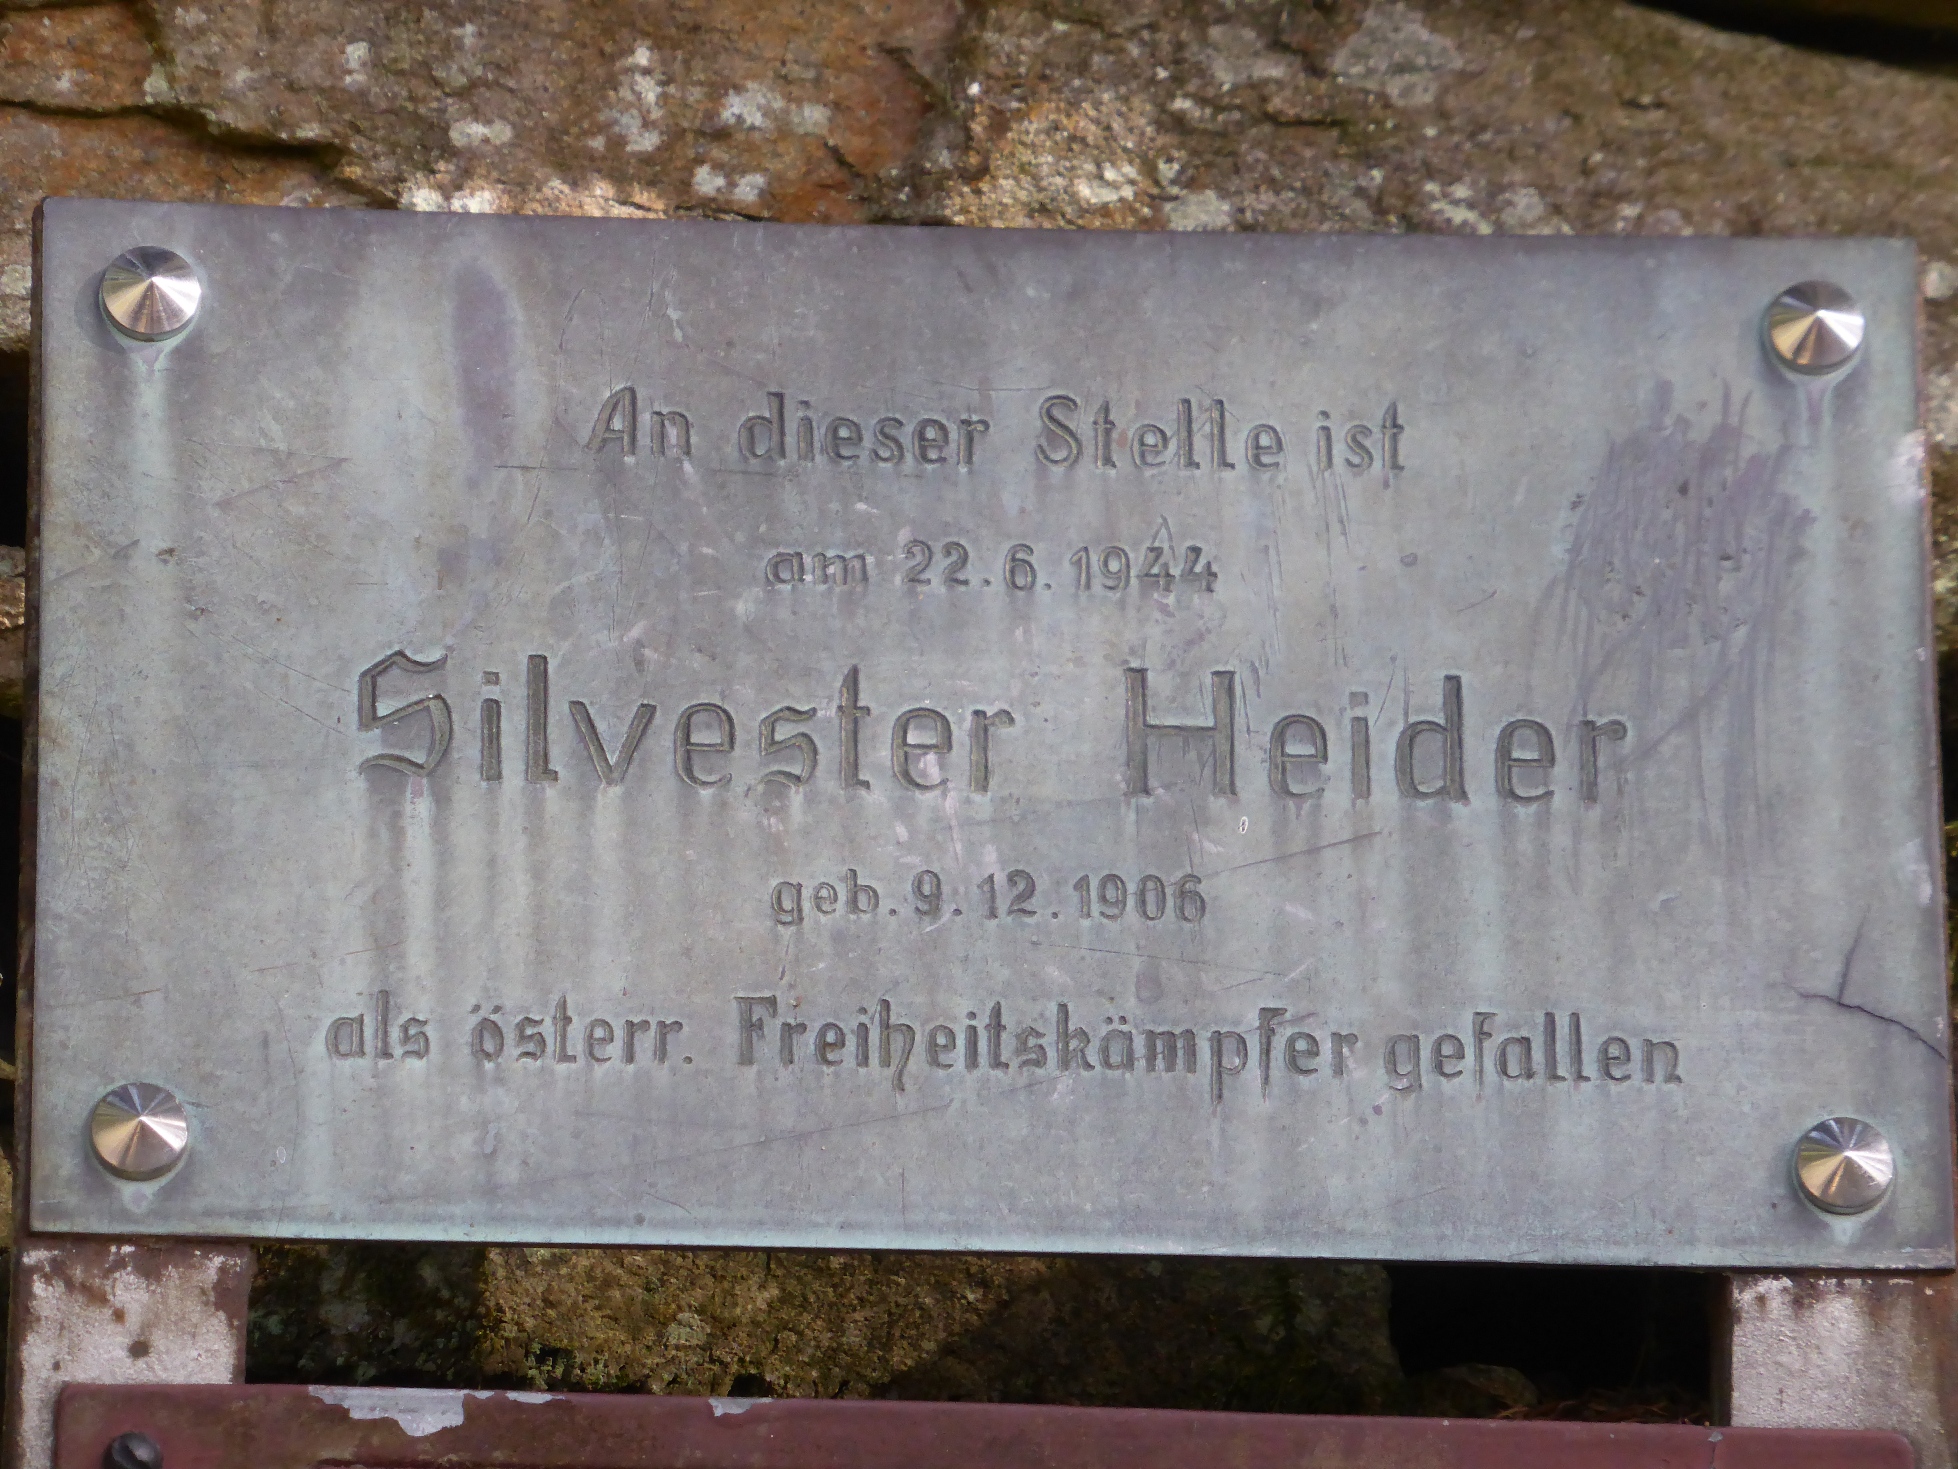 An dieser Stelle ist
am 22.6.1944
Silvester Heider
geb. 9.12.1906
als österr. Freiheitskämpfer gefallen